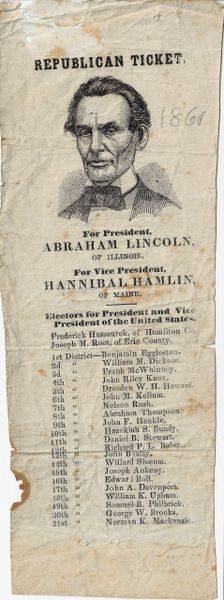 REPUBLICAN TICKET.
1860
For President,
ABRAHAM LINCOLN,
OF ILLINOIS.
For Vice President,
HANNIBAL HAMLIN,
OF MAINE.
Electors for President and Vice
President of the United States.
Frederick Hassaurek, of Hamilton Co.
Joseph M. Root, of Erie County.
1st District—Benjamin Eggleston.
2d " William M. Dickson.
3d " Frank McWhinney.
4th " John Riley Knox.
5th " Dresden W. H. Howard.
6th " John M. Kellum.
7th " Nelson Rush.
8th " Abraham Thompson.
9th " John F. Henkle.
10th " Hezekiah S. Bundy.
11th " Daniel B. Stewart.
12th " Richard P. L. Baber.
13th " John Beatty.
14th " Willard Slocum.
15th " Joseph Ankeny.
16th " Edward Ball.
17th " John A. Davenport.
18th " William K. Upham.
19th " Samuel B. Philbrick.
20th " George W. Brooks.
21st " Norman K. Mackenzie.